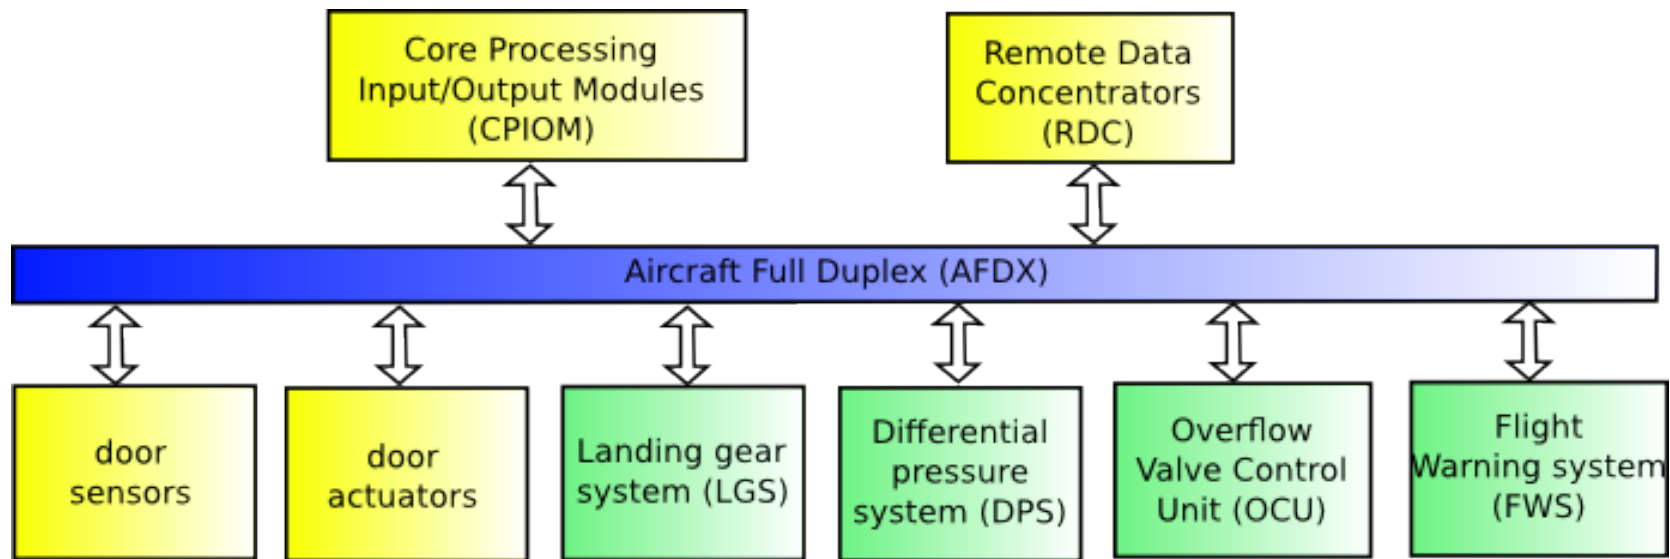 Core Processing
Input/Output Modules
(CPIOM)
Remote Data
Concentrators
(RDC)
Aircraft Full Duplex (AFDX)
door
sensors
door
actuators
Landing gear
system (LGS)
Differential
pressure
system (DPS)
Overflow
Valve Control
Unit (OCU)
Flight
Warning system
(FWS)